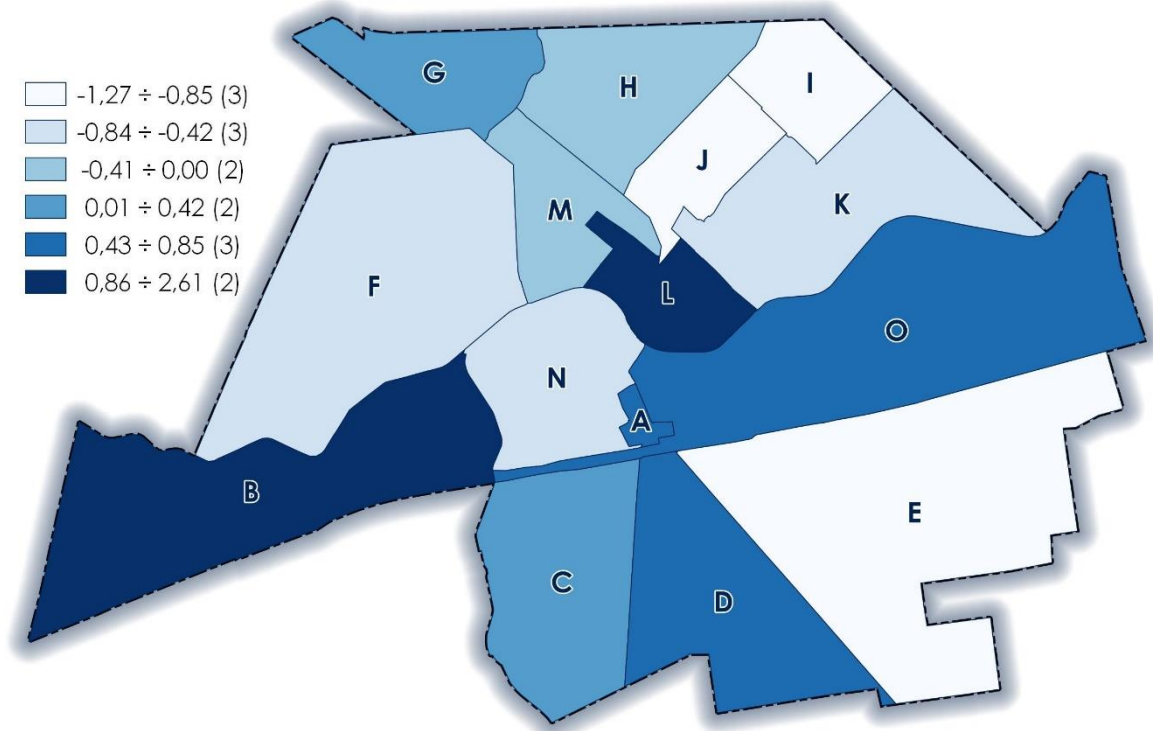 -1,27 ÷ -0,85 (3)
-0,84 ÷ -0,42 (3)
-0,41 ÷ 0,00 (2)
0,01 ÷ 0,42 (2)
0,43 ÷ 0,85 (3)
0,86 ÷ 2,61 (2)
G
H
I
J
K
M
F
L
O
N
A
B
E
C
D